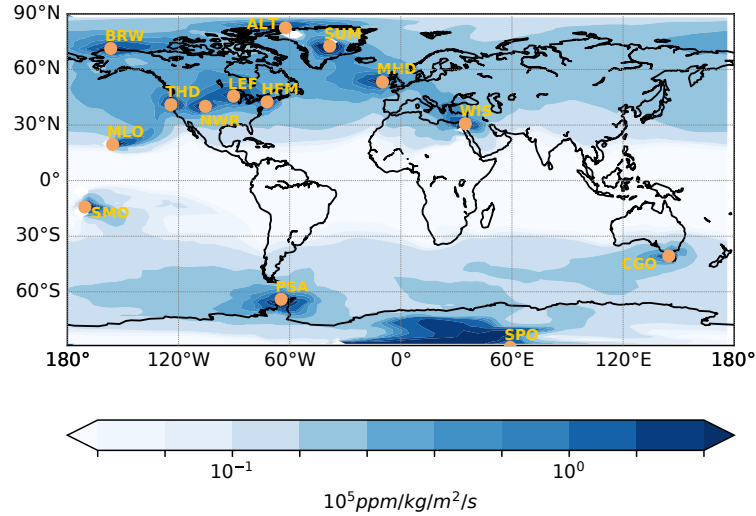 90°N
ALT
BRW
SUM
60°N
MHD
LEF
THD
HFM
NWR
WIS
30°N
MLO
0°
SMO
30°S
CGO
60°S
PSA
SPO
180° 120°W 60°W 0° 60°E 120°E 180°
10⁻¹ 10⁰
10⁵ppm/kg/m²/s